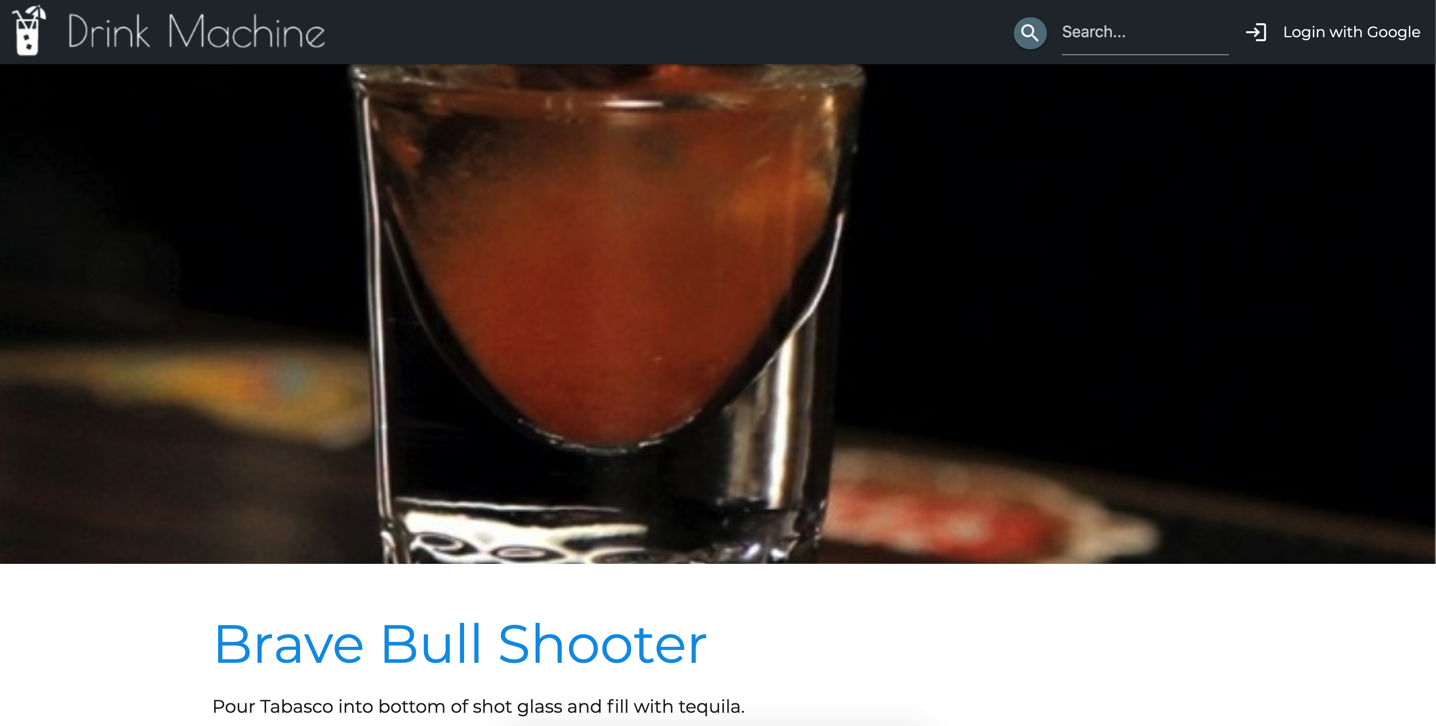 Drink Machine
Search...
Login with Google
Brave Bull Shooter
Pour Tabasco into bottom of shot glass and fill with tequila.